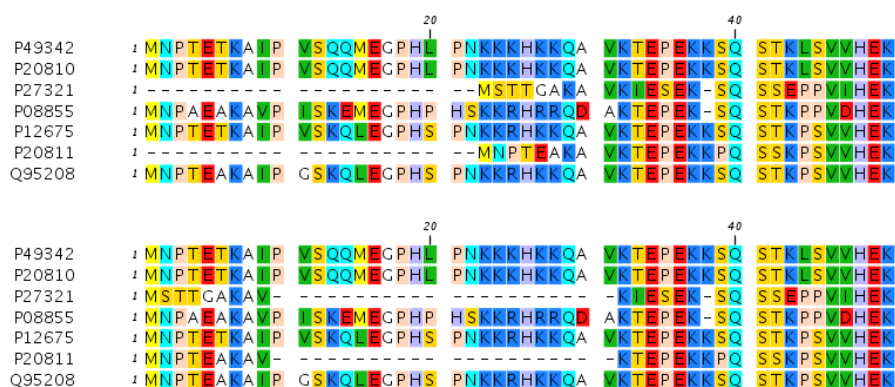 20 40
P49342 1 MNPTETKAIP VSQQMEGPHL PNKKKHKKQA VKTEPEKKSQ STKLSVVHEK
P20810 1 MNPTETKAIP VSQQMEGPHL PNKKKHKKQA VKTEPEKKSQ STKLSVVHEK
P27321 1 ---------- ---------- --MSTTGAKA VKIESEK-SQ SSEPPVIHEK
P08855 1 MNPAEAKAVP ISKEMEGPHP HSKKRHRRQD AKTEPEK-SQ STKPPVDHEK
P12675 1 MNPTETKAIP VSKQLEGPHS PNKKRHKKQA VKTEPEKKSQ STKPSVVHEK
P20811 1 ---------- ---------- --MNPTEAKA VKTEPEKKPQ SSKPSVVHEK
Q95208 1 MNPTEAKAIP GSKQLEGPHS PNKKRHKKQA VKTEPEKKSQ STKPSVVHEK
20 40
P49342 1 MNPTETKAIP VSQQMEGPHL PNKKKHKKQA VKTEPEKKSQ STKLSVVHEK
P20810 1 MNPTETKAIP VSQQMEGPHL PNKKKHKKQA VKTEPEKKSQ STKLSVVHEK
P27321 1 MSTTGAKAV- ---------- ---------- -KIESEK-SQ SSEPPVIHEK
P08855 1 MNPAEAKAVP ISKEMEGPHP HSKKRHRRQD AKTEPEK-SQ STKPPVDHEK
P12675 1 MNPTETKAIP VSKQLEGPHS PNKKRHKKQA VKTEPEKKSQ STKPSVVHEK
P20811 1 MNPTEAKAV- ---------- ---------- -KTEPEKKPQ SSKPSVVHEK
Q95208 1 MNPTEAKAIP GSKQLEGPHS PNKKRHKKQA VKTEPEKKSQ STKPSVVHEK